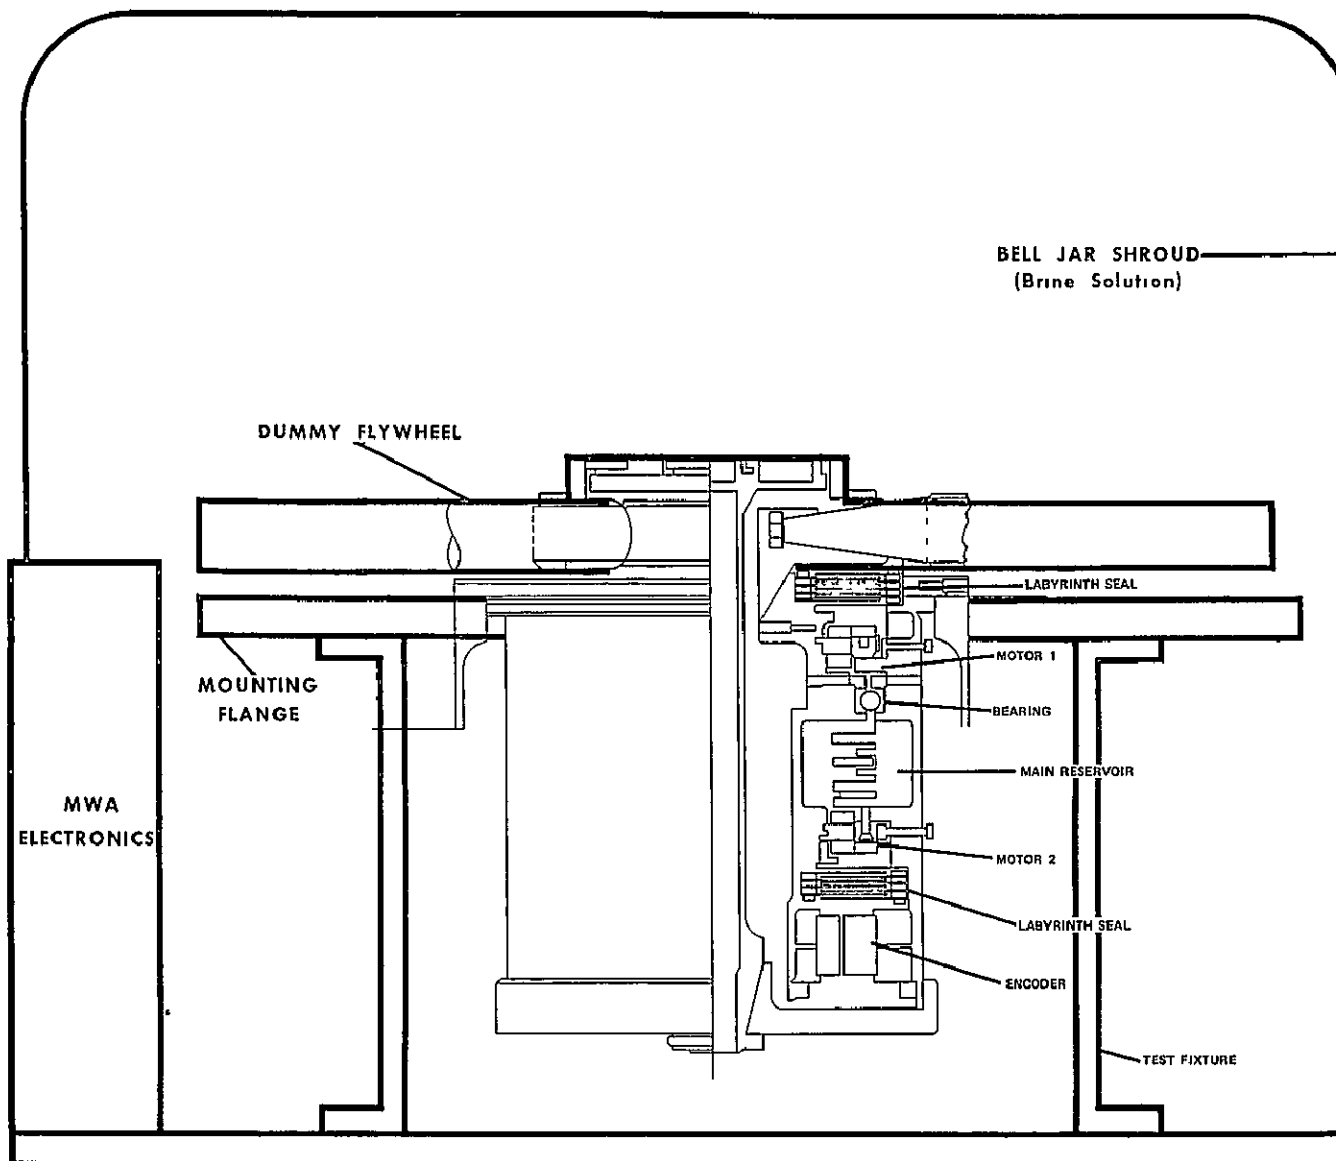 BELL JAR SHROUD
(Brine Solution)
DUMMY FLYWHEEL
LABYRINTH SEAL
MOTOR 1
MOUNTING
FLANGE
BEARING
MAIN RESERVOIR
MWA
ELECTRONICS
MOTOR 2
LABYRINTH SEAL
ENCODER
TEST FIXTURE